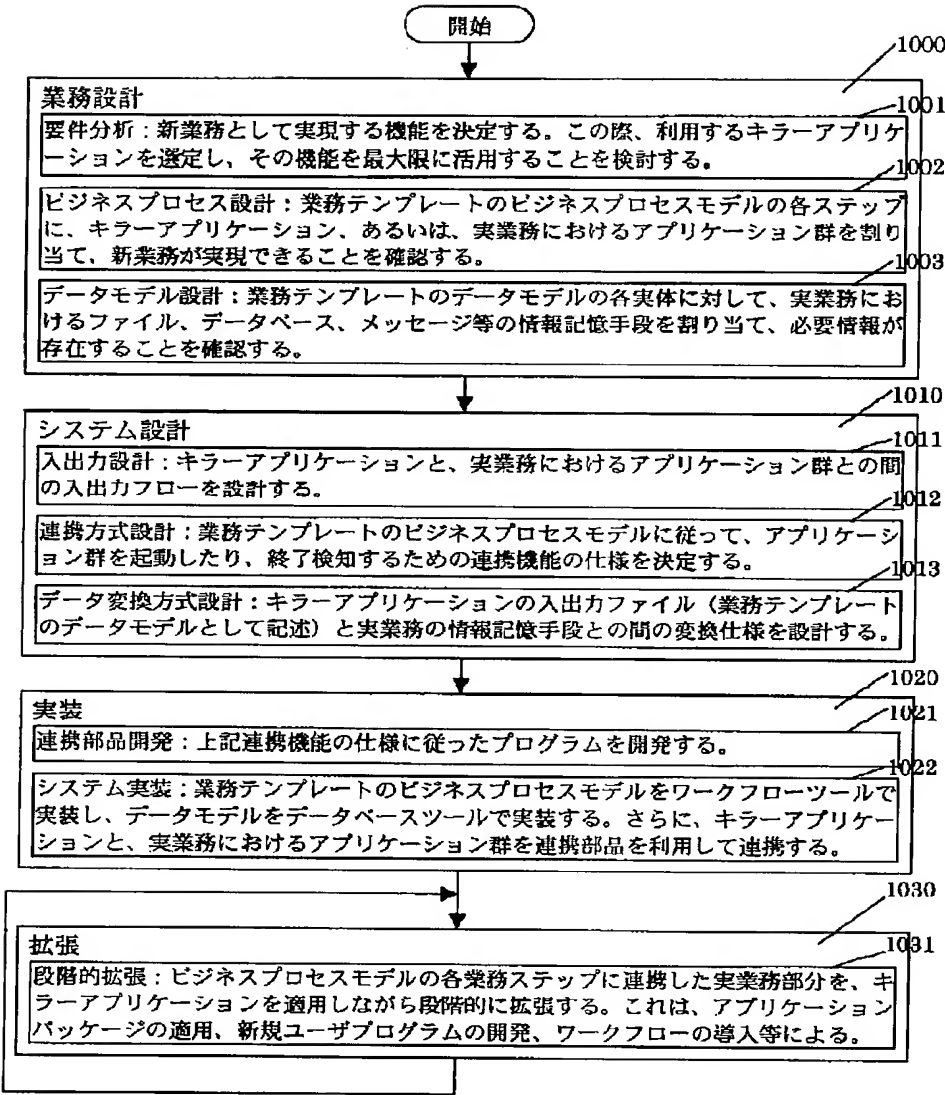 開始
1000
業務設計
1001
要件分析：新業務として実現する機能を決定する。この際、利用するキラーアプリケ
ーションを選定し、その機能を最大限に活用することを検討する。
1002
ビジネスプロセス設計：業務テンプレートのビジネスプロセスモデルの各ステップ
に、キラーアプリケーション、あるいは、実業務におけるアプリケーション群を割り
当て、新業務が実現できることを確認する。
1003
データモデル設計：業務テンプレートのデータモデルの各実体に対して、実業務にお
けるファイル、データベース、メッセージ等の情報記憶手段を割り当て、必要情報が
存在することを確認する。
1010
システム設計
1011
入出力設計：キラーアプリケーションと、実業務におけるアプリケーション群との間
の入出力フローを設計する。
1012
連携方式設計：業務テンプレートのビジネスプロセスモデルに従って、アプリケーシ
ョン群を起動したり、終了検知するための連携機能の仕様を決定する。
1013
データ変換方式設計：キラーアプリケーションの入出力ファイル（業務テンプレート
のデータモデルとして記述）と実業務の情報記憶手段との間の変換仕様を設計する。
1020
実装
1021
連携部品開発：上記連携機能の仕様に従ったプログラムを開発する。
1022
システム実装：業務テンプレートのビジネスプロセスモデルをワークフローツールで
実装し、データモデルをデータベースツールで実装する。さらに、キラーアプリケー
ションと、実業務におけるアプリケーション群を連携部品を利用して連携する。
1030
拡張
1031
段階的拡張：ビジネスプロセスモデルの各業務ステップに連携した実業務部分を、キ
ラーアプリケーションを適用しながら段階的に拡張する。これは、アプリケーション
パッケージの適用、新規ユーザプログラムの開発、ワークフローの導入等による。